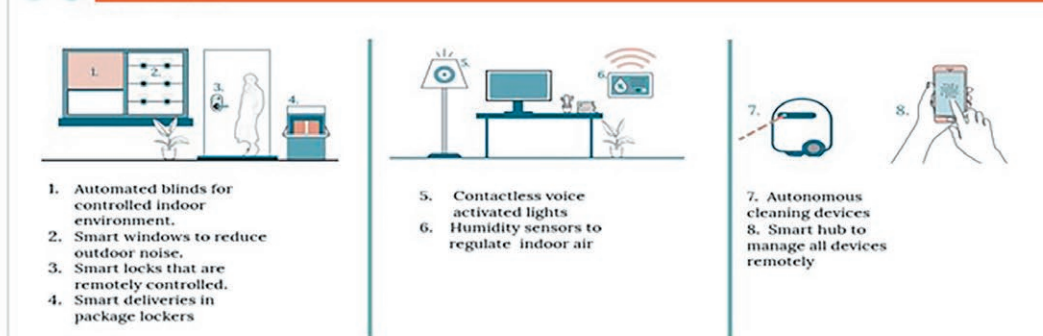 1.
2.
3.
4.
5.
6.
7.
8.
1. Automated blinds for
controlled indoor
environment.
2. Smart windows to reduce
outdoor noise.
3. Smart locks that are
remotely controlled.
4. Smart deliveries in
package lockers
5. Contactless voice
activated lights
6. Humidity sensors to
regulate indoor air
7. Autonomous
cleaning devices
8. Smart hub to
manage all devices
remotely